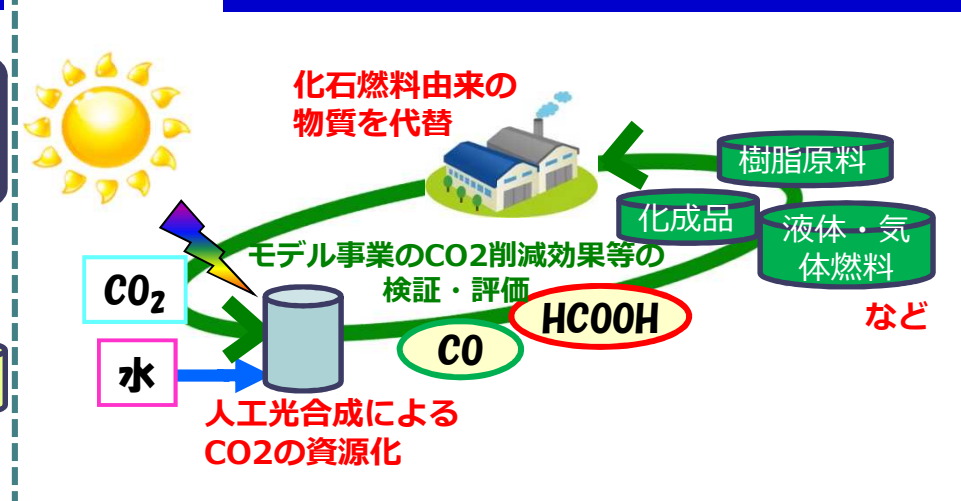 化石燃料由来の
物質を代替
樹脂原料
化成品
液体・気
体燃料
など
モデル事業のCO2削減効果等の
検証・評価
CO₂
HCOOH
CO
水
人工光合成による
CO2の資源化